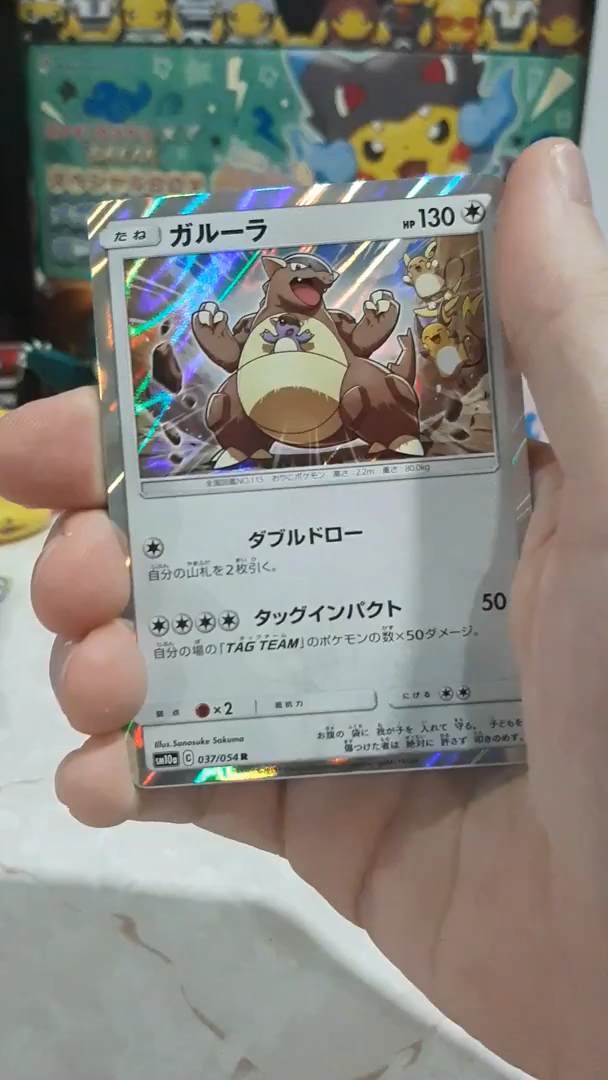 たね ガルーラ HP 130
全国図鑑NO.115 おやこポケモン 高さ:2.2m 重さ:80.0kg
ダブルドロー
自分の山札を2枚引く。
タッグインパクト 50
自分の場の「TAG TEAM」のポケモンの数×50ダメージ。
弱点 ×2 抵抗力 にげる
お腹の 袋に 我が子を 入れて 守る。 子どもを
傷つけた者は 絶対に 許さず 叩きのめす。
Illus. Sanosuke Sakuma
sm10a C 037/054 R